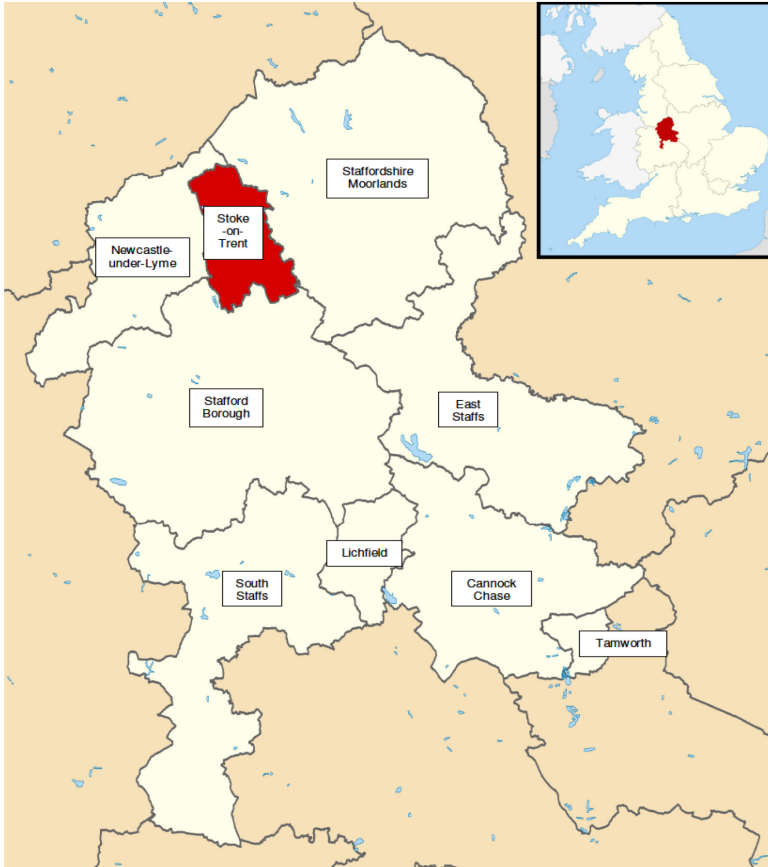 Staffordshire
Moorlands
Stoke
-on-
Trent
Newcastle-
under-Lyme
Stafford
Borough
East
Staffs
Lichfield
South
Staffs
Cannock
Chase
Tamworth